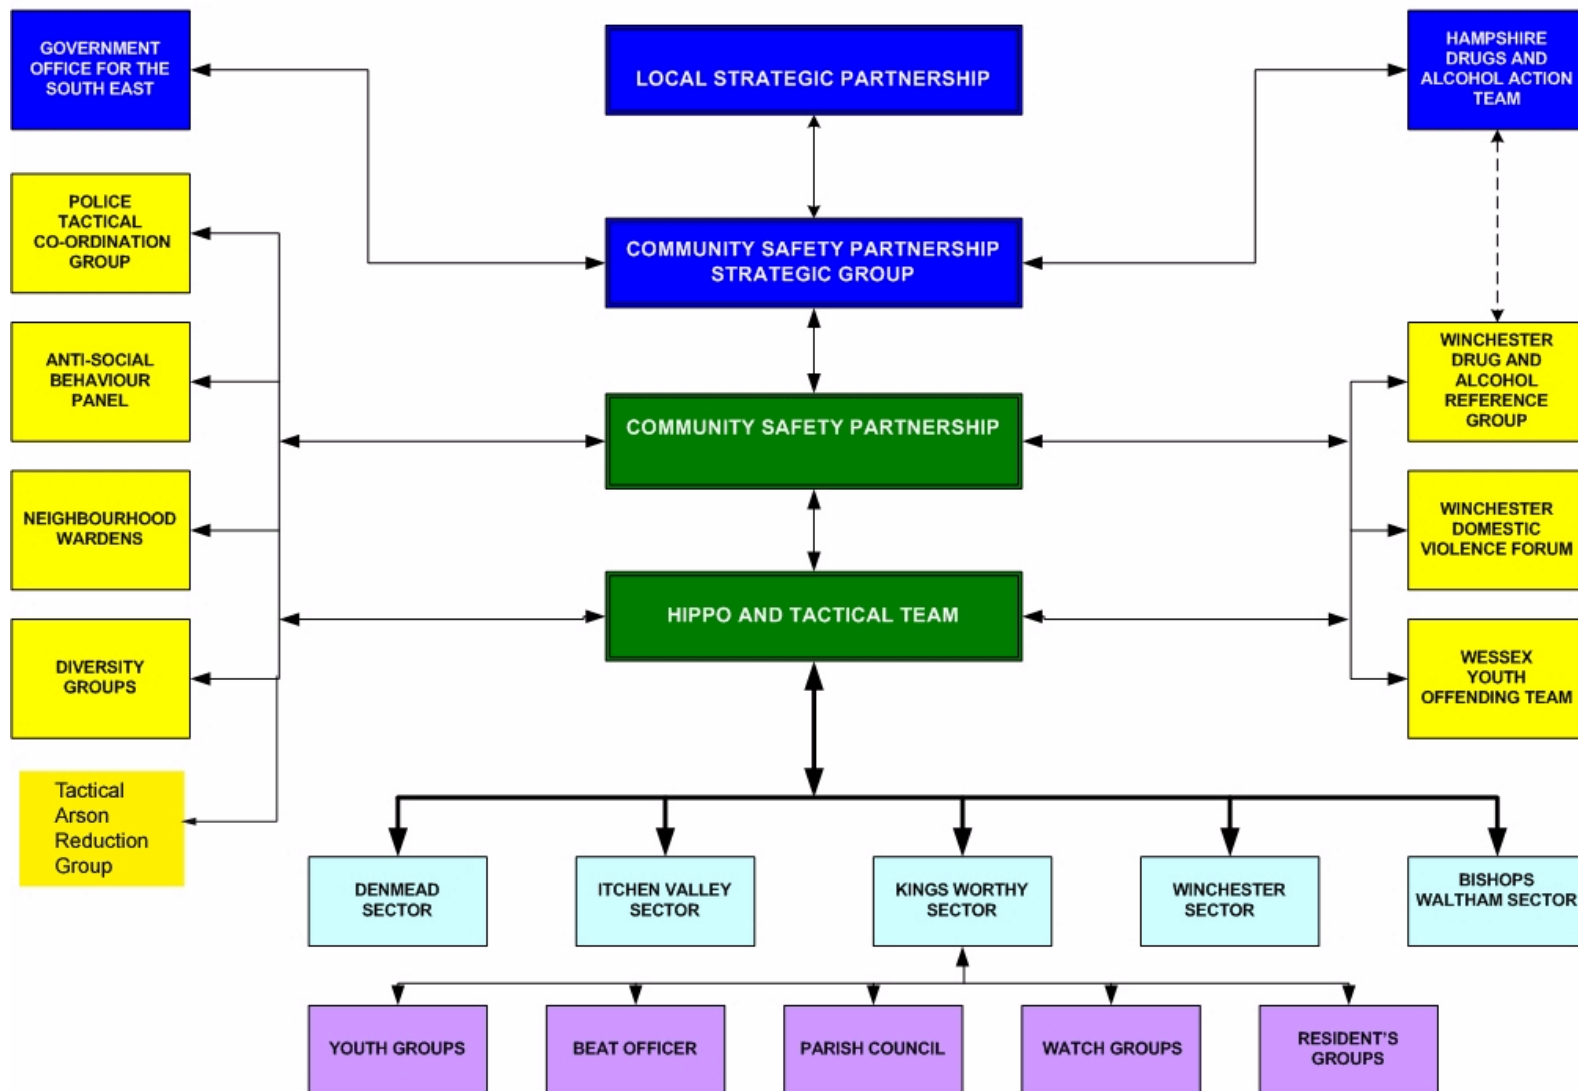 GOVERNMENT
OFFICE FOR THE
SOUTH EAST
LOCAL STRATEGIC PARTNERSHIP
HAMPSHIRE
DRUGS AND
ALCOHOL ACTION
TEAM
POLICE
TACTICAL
CO-ORDINATION
GROUP
COMMUNITY SAFETY PARTNERSHIP
STRATEGIC GROUP
ANTI-SOCIAL
BEHAVIOUR
PANEL
COMMUNITY SAFETY PARTNERSHIP
WINCHESTER
DRUG AND
ALCOHOL
REFERENCE
GROUP
NEIGHBOURHOOD
WARDENS
WINCHESTER
DOMESTIC
VIOLENCE FORUM
HIPPO AND TACTICAL TEAM
DIVERSITY
GROUPS
WESSEX
YOUTH
OFFENDING TEAM
Tactical
Arson
Reduction
Group
DENMEAD
SECTOR
ITCHEN VALLEY
SECTOR
KINGS WORTHY
SECTOR
WINCHESTER
SECTOR
BISHOPS
WALTHAM SECTOR
YOUTH GROUPS
BEAT OFFICER
PARISH COUNCIL
WATCH GROUPS
RESIDENT'S
GROUPS